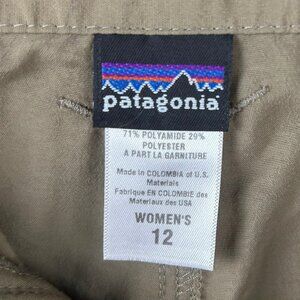 patagonia
71% POLYAMIDE 29%
POLYESTER
A PART LA GARNITURE
Made in COLOMBIA of U.S.
Materials
Fabrique EN COLOMBIE des
Materiaux des USA
WOMEN'S
12